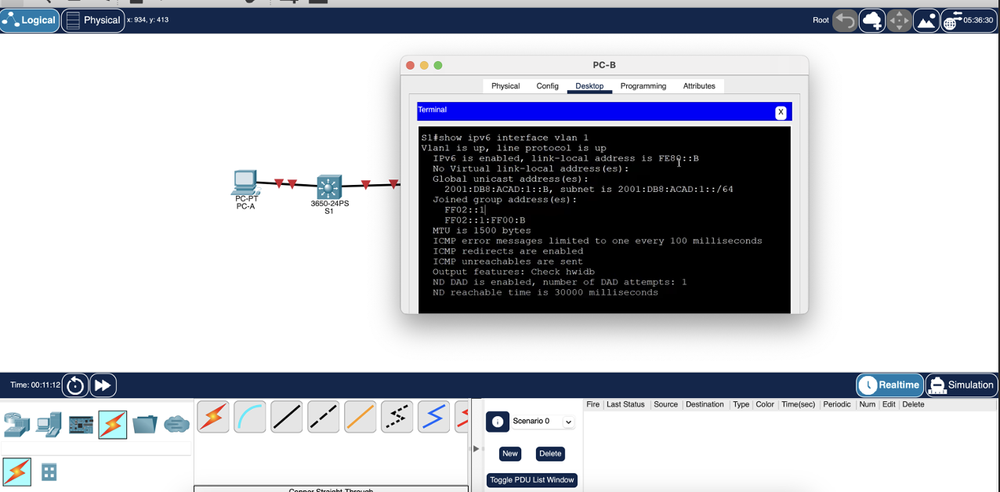 Logical
Physical
x: 934, y: 413
Root
05:36:30
PC-B
Physical
Config
Desktop
Programming
Attributes
Terminal
X
S1#show ipv6 interface vlan 1
Vlan1 is up, line protocol is up
IPv6 is enabled, link-local address is FE80::B
No Virtual link-local address(es):
Global unicast address(es):
2001:DB8:ACAD:1::B, subnet is 2001:DB8:ACAD:1::/64
Joined group address(es):
FF02::1
FF02::1:FF00:B
MTU is 1500 bytes
ICMP error messages limited to one every 100 milliseconds
ICMP redirects are enabled
ICMP unreachables are sent
Output features: Check hwidb
ND DAD is enabled, number of DAD attempts: 1
ND reachable time is 30000 milliseconds
PC-PT
PC-A
3650-24PS
S1
Time: 00:11:12
Realtime
Simulation
Fire Last Status Source Destination Type Color Time(sec) Periodic Num Edit Delete
Scenario 0
New
Delete
Toggle PDU List Window
Copper Straight-Through